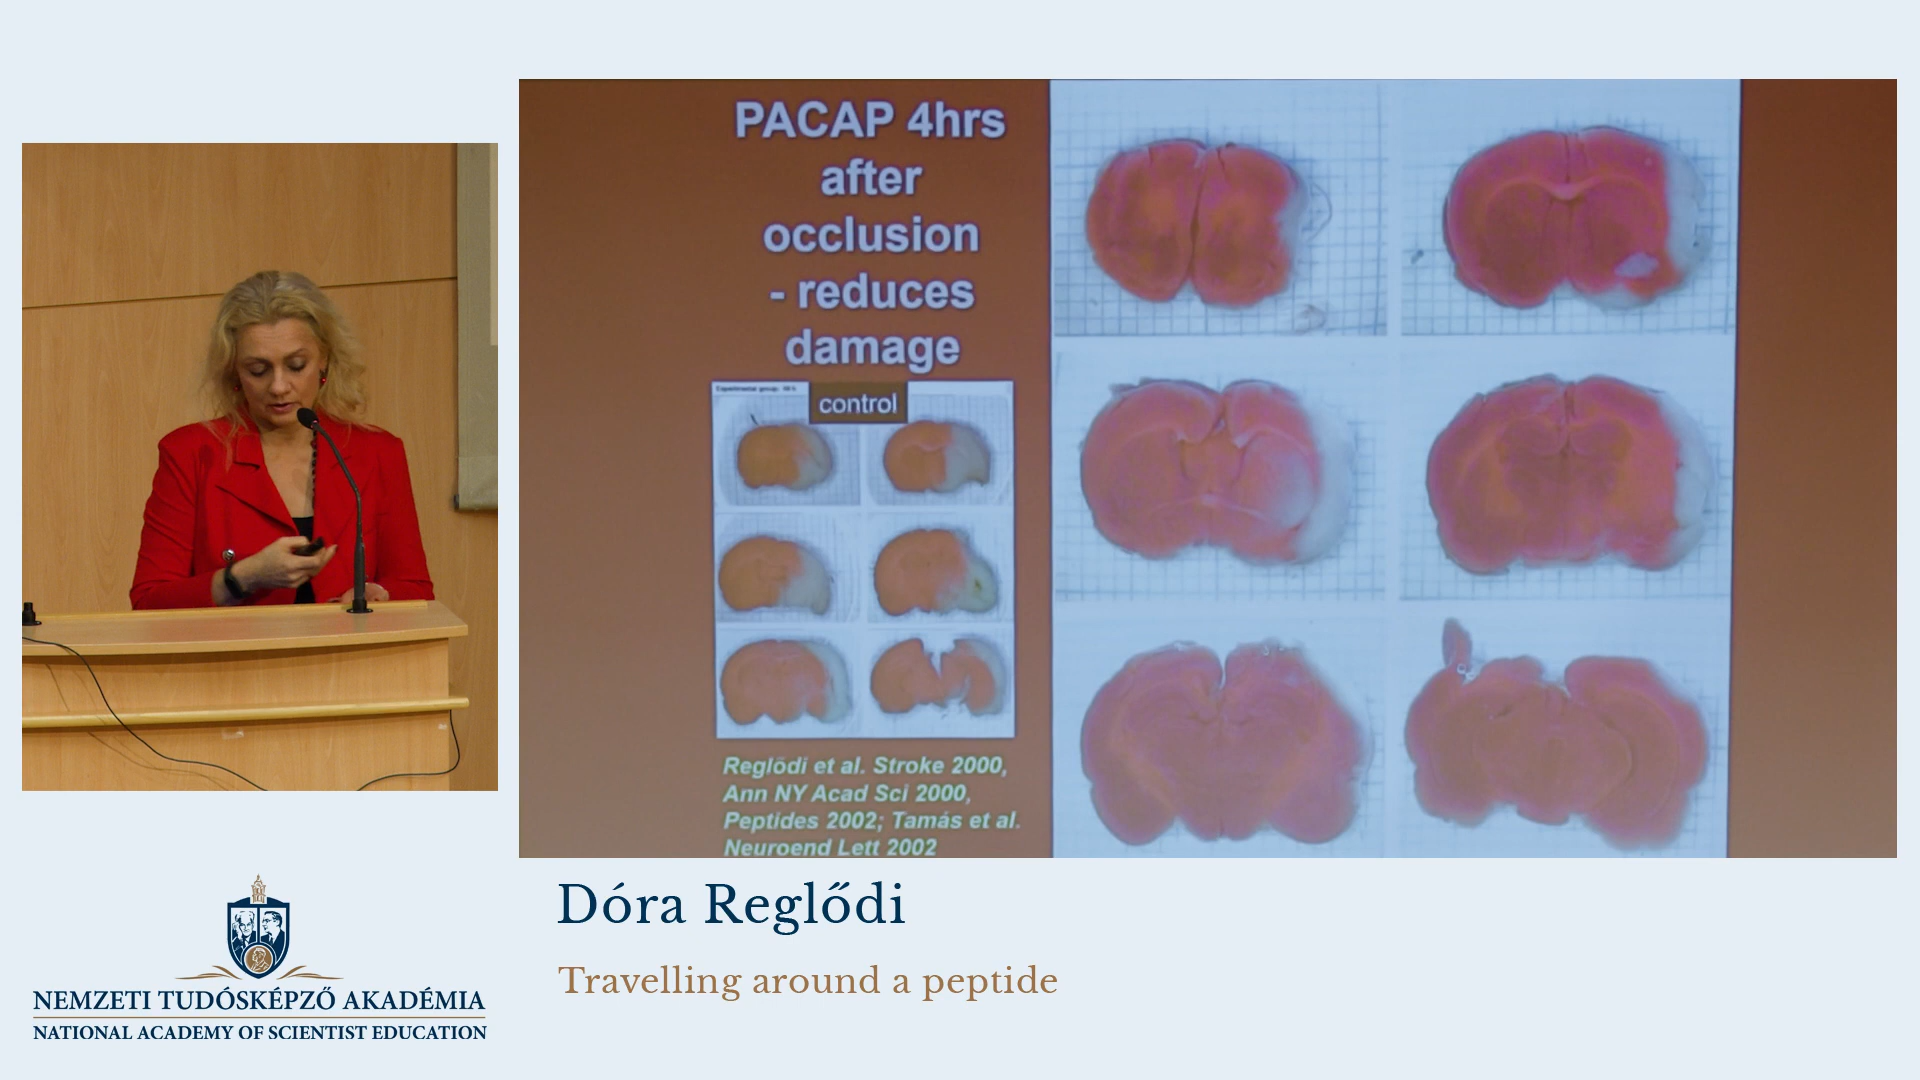 PACAP 4hrs
after
occlusion
- reduces
damage
control
Reglődi et al. Stroke 2000,
Ann NY Acad Sci 2000,
Peptides 2002; Tamás et al.
Neuroend Lett 2002
Dóra Reglődi
Travelling around a peptide
NEMZETI TUDÓSKÉPZŐ AKADÉMIA
NATIONAL ACADEMY OF SCIENTIST EDUCATION